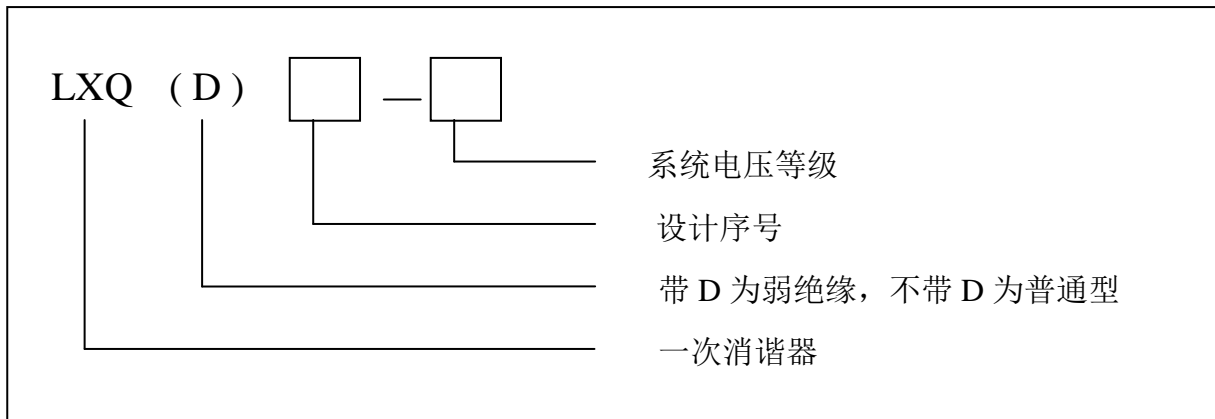 LXQ （D） □ — □
系统电压等级
设计序号
带 D 为弱绝缘，不带 D 为普通型
一次消谐器